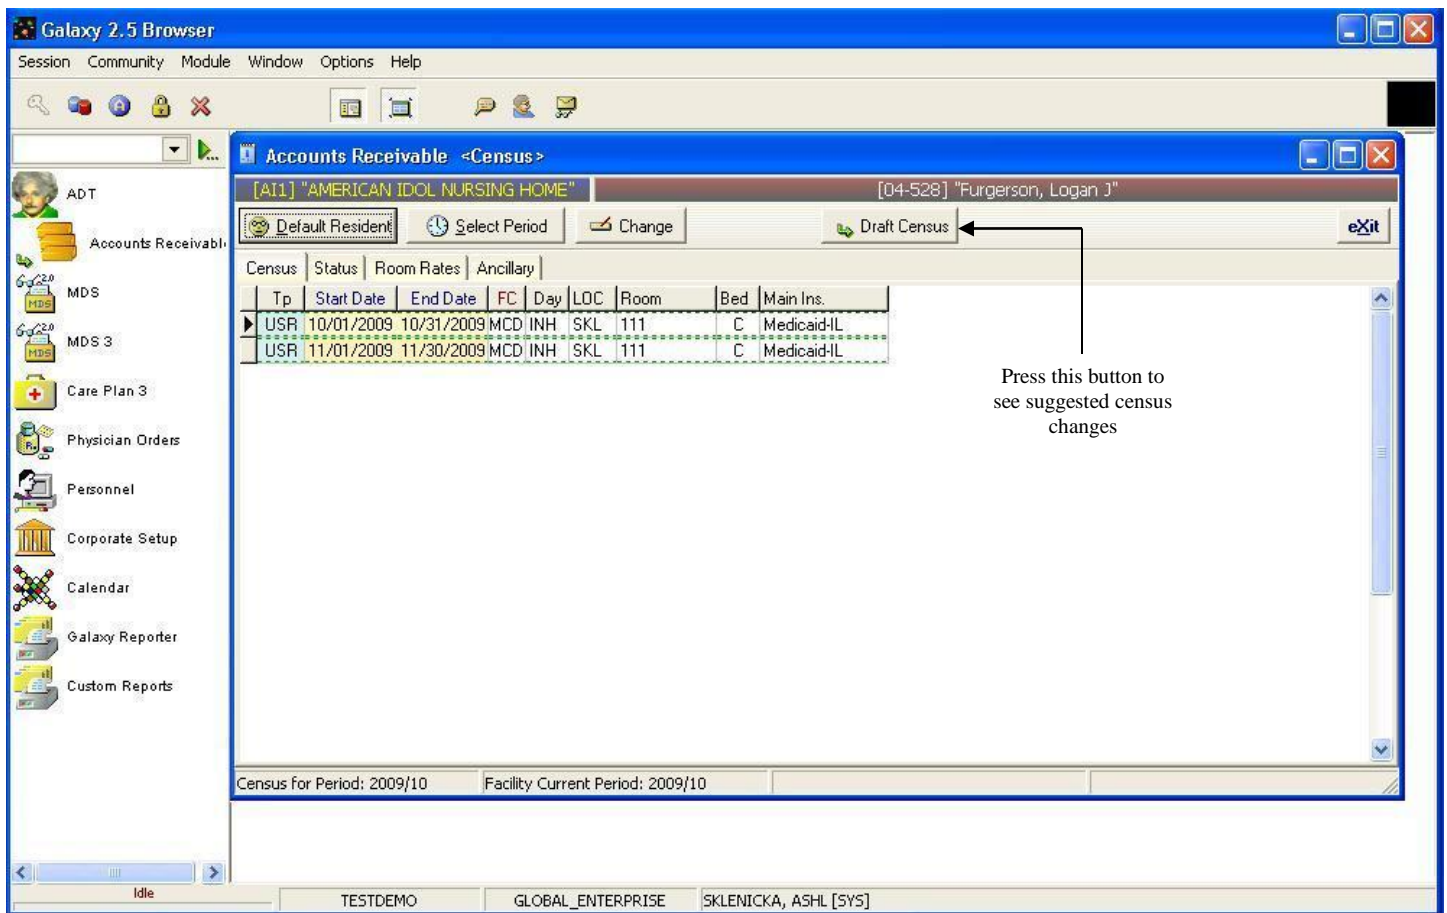 Galaxy 2.5 Browser
Session Community Module Window Options Help
Accounts Receivable <Census>
[AI1] "AMERICAN IDOL NURSING HOME" [04-528] "Furgerson, Logan J"
Default Resident Select Period Change Draft Census eXit
Census Status Room Rates Ancillary
Tp Start Date End Date FC Day LOC Room Bed Main Ins.
USR 10/01/2009 10/31/2009 MCD INH SKL 111 C Medicaid-IL
USR 11/01/2009 11/30/2009 MCD INH SKL 111 C Medicaid-IL
Press this button to
see suggested census
changes
ADT
Accounts Receivabl
MDS
MDS 3
Care Plan 3
Physician Orders
Personnel
Corporate Setup
Calendar
Galaxy Reporter
Custom Reports
Census for Period: 2009/10 Facility Current Period: 2009/10
Idle TESTDEMO GLOBAL_ENTERPRISE SKLENICKA, ASHL [SYS]